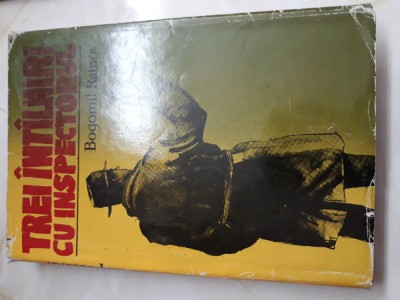 TREI ÎNTÎLNIRI
CU INSPECTORUL
Bogomil Rainov